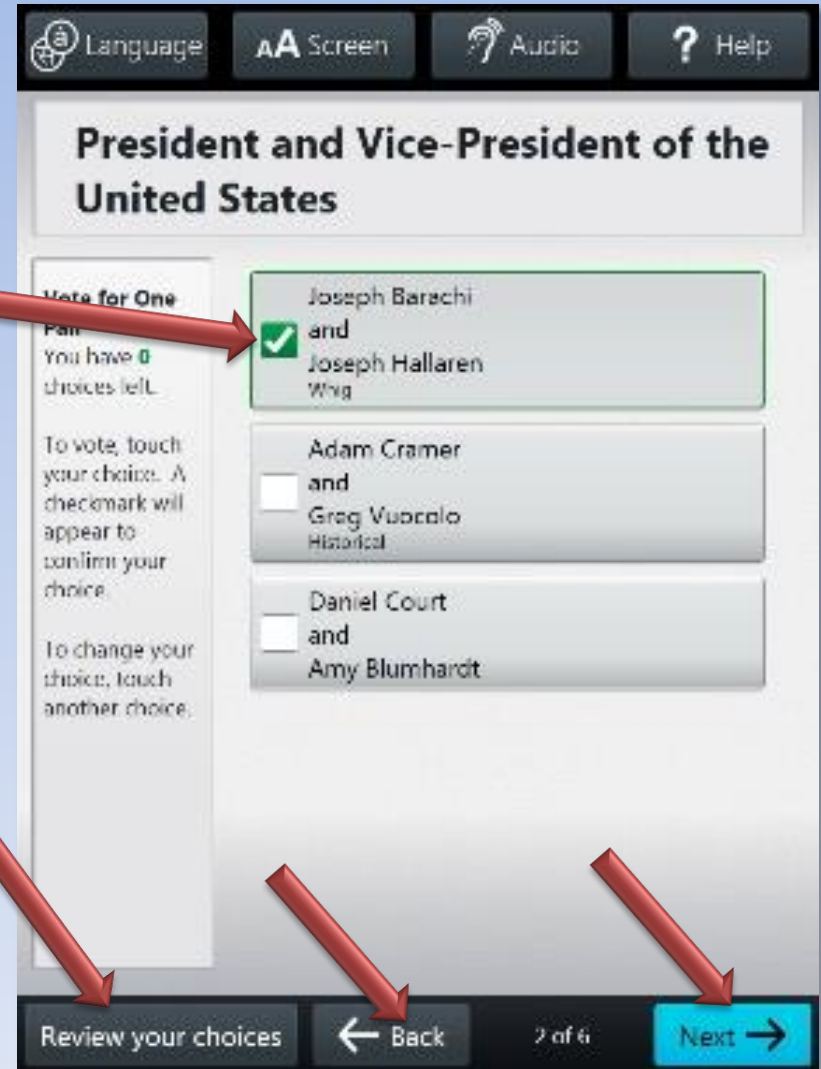 Language AA Screen Audio ? Help
President and Vice-President of the
United States
Vote for One
Pair
You have 0
choices left.
To vote, touch
your choice. A
checkmark will
appear to
confirm your
choice.
To change your
choice, touch
another choice.
Joseph Barachi
and
Joseph Hallaren
Whig
Adam Cramer
and
Greg Vuocolo
Historical
Daniel Court
and
Amy Blumhardt
Review your choices ← Back 2 of 6 Next →